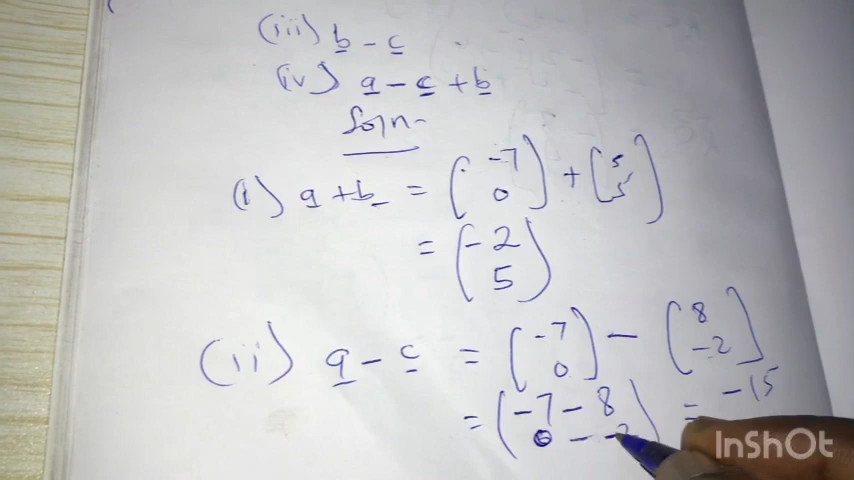 (iii) b - c
(iv) a - c + b
Soln-
(i) a + b = (-7 0) + (5 5)
= (-2 5)
(ii) a - c = (-7 0) - (8 -2)
= (-7 - 8 0 - -2) = -15
InShOt